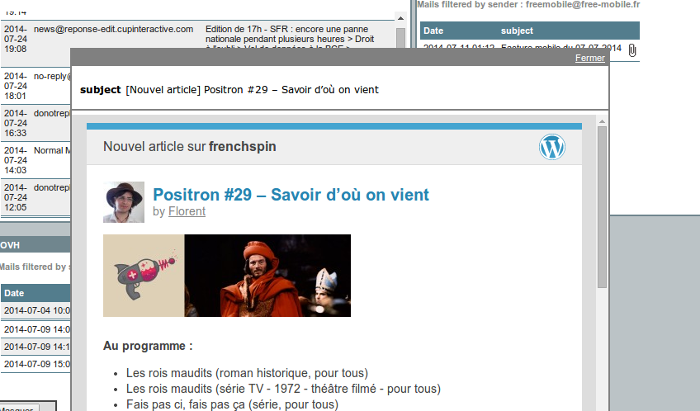 19:14
2014-07-24 19:08
news@reponse-edit.cupinteractive.com
Edition de 17h - SFR : encore une panne
nationale pendant plusieurs heures > Droit
2014-07-24 18:01
no-reply@
2014-07-24 16:33
donotrepl
2014-07-24 14:03
Normal M
2014-07-24 12:05
donotrepl
Mails filtered by sender : freemobile@free-mobile.fr
Date subject
2014-07-11 01:12 Facture mobile du 07-07-2014
Fermer
subject [Nouvel article] Positron #29 – Savoir d’où on vient
Nouvel article sur frenchspin
Positron #29 – Savoir d’où on vient
by Florent
Au programme :
• Les rois maudits (roman historique, pour tous)
• Les rois maudits (série TV - 1972 - théâtre filmé - pour tous)
• Fais pas ci, fais pas ça (série, pour tous)
OVH
Mails filtered by s
Date
2014-07-04 10:0
2014-07-09 14:0
2014-07-09 14:1
2014-07-09 15:0
Masquer